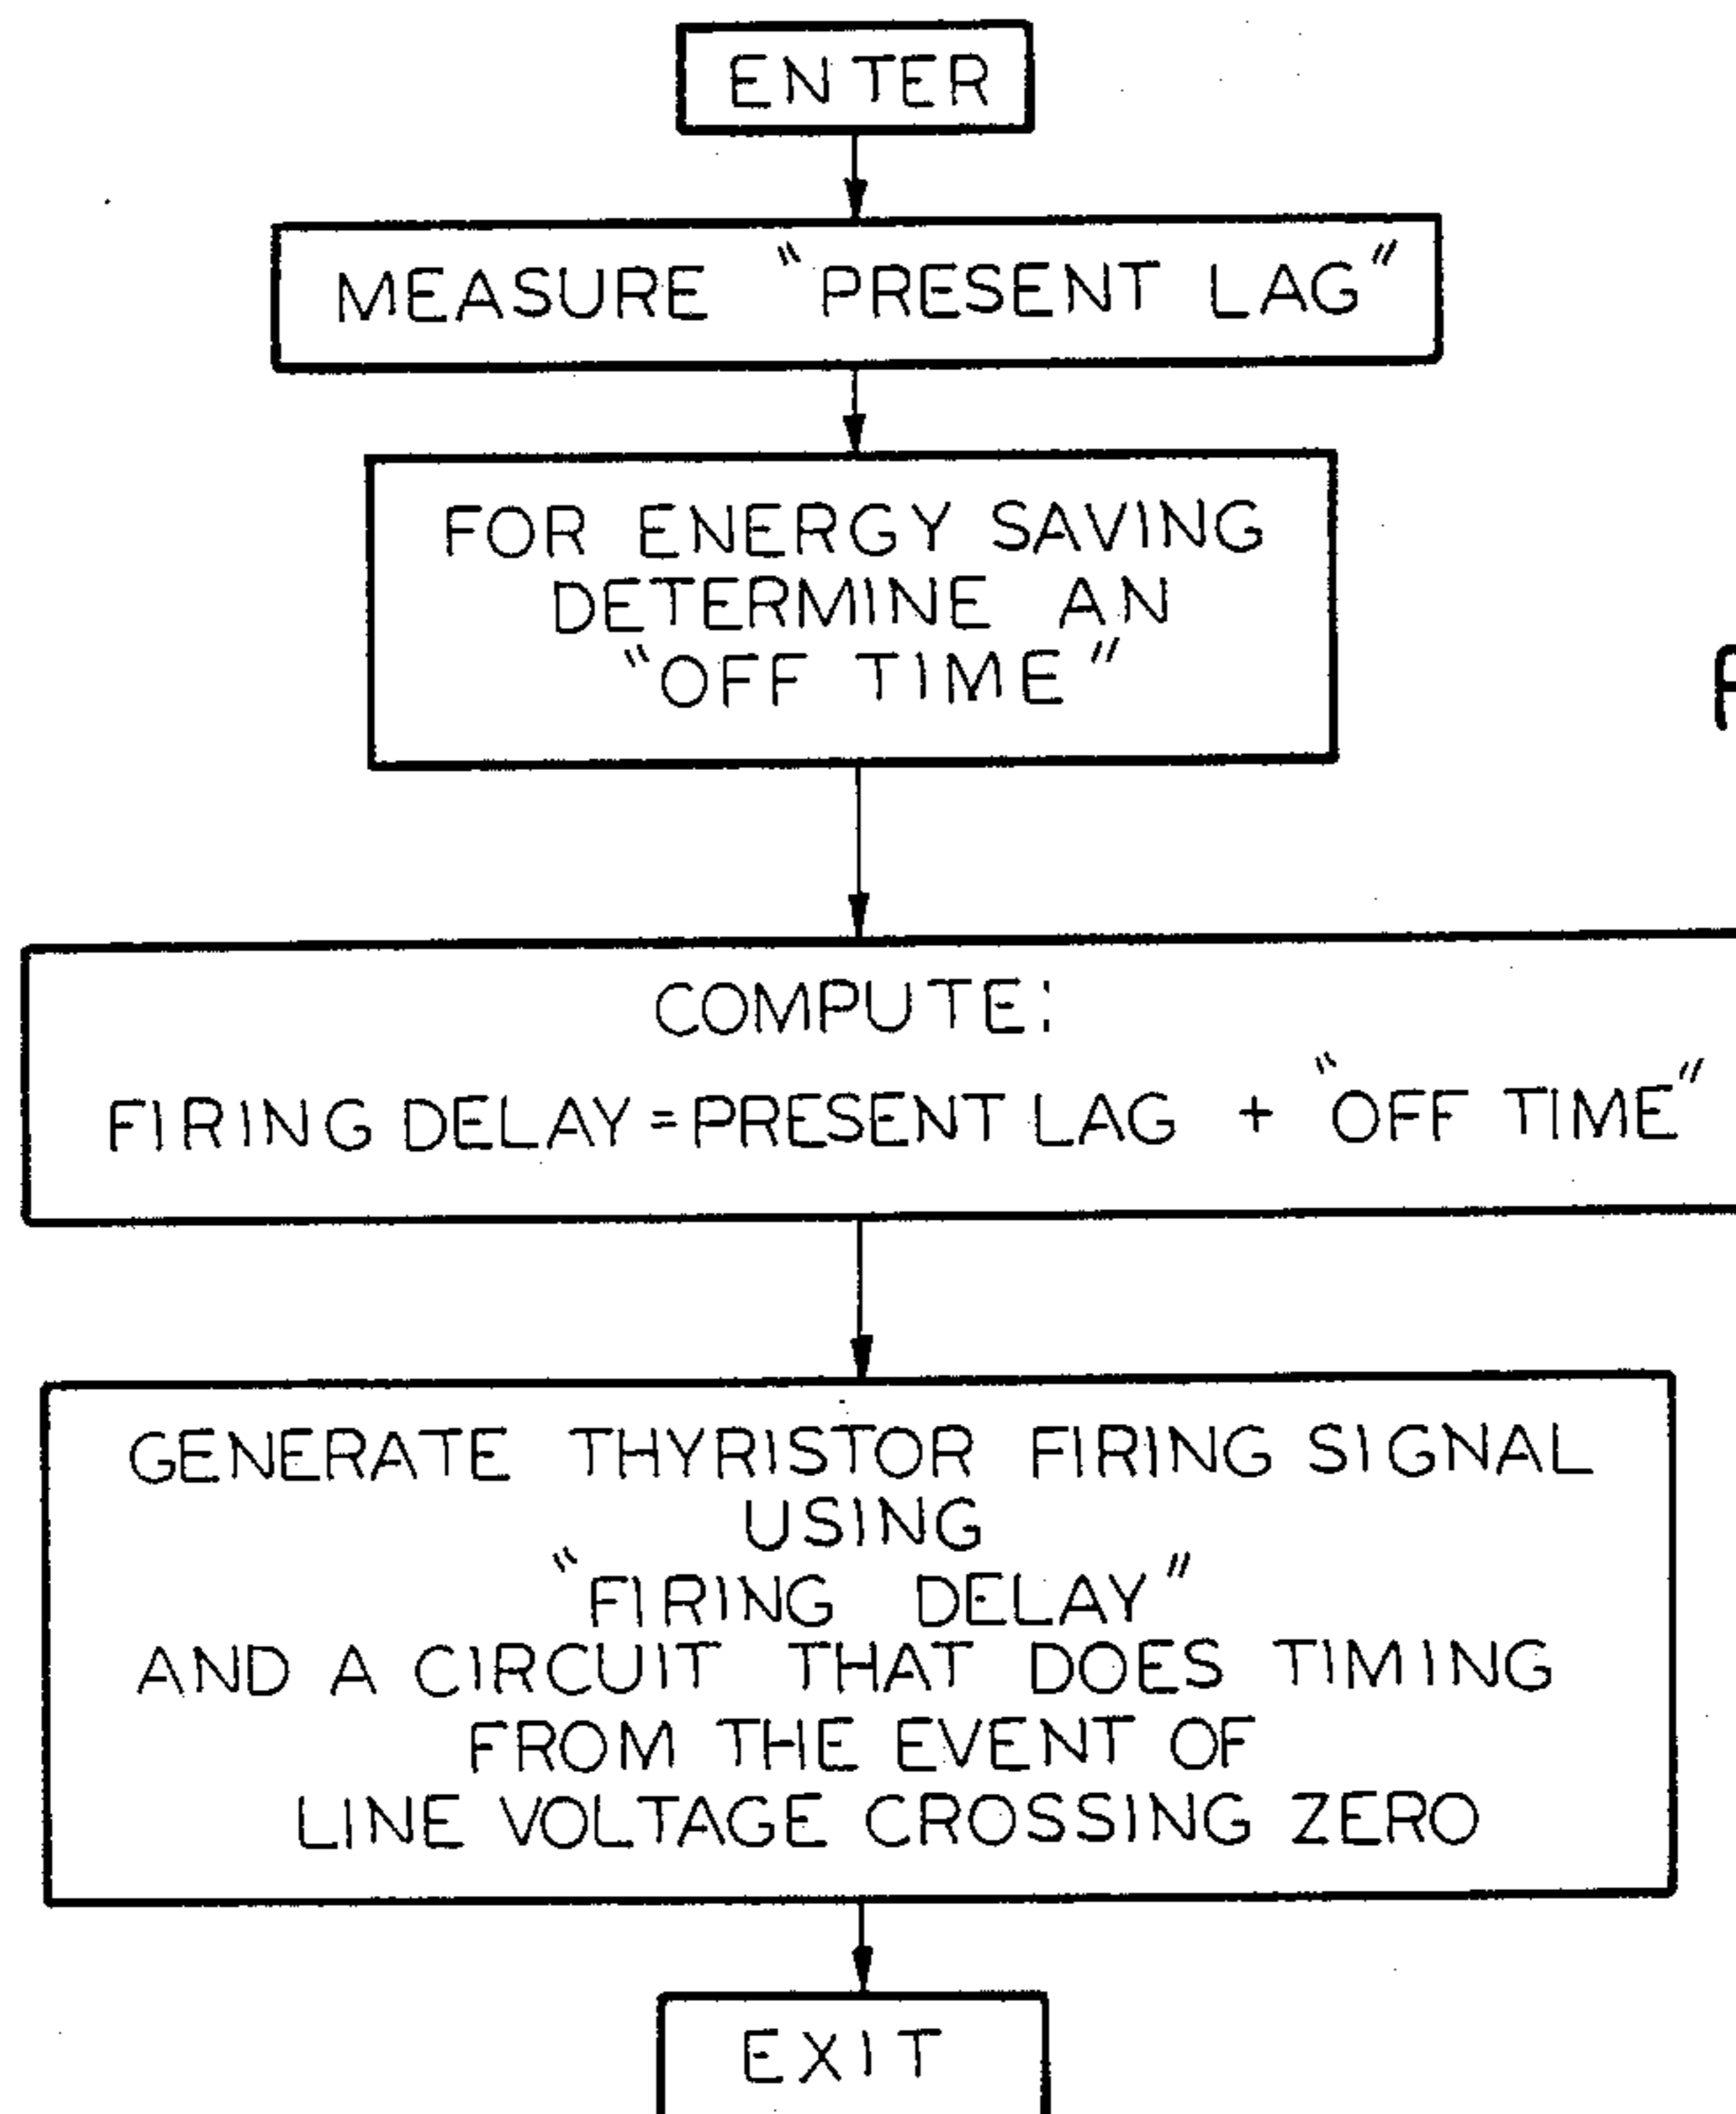 ENTER
MEASURE "PRESENT LAG"
FOR ENERGY SAVING
DETERMINE AN
"OFF TIME"
COMPUTE:
FIRING DELAY = PRESENT LAG + "OFF TIME"
GENERATE THYRISTOR FIRING SIGNAL
USING
"FIRING DELAY"
AND A CIRCUIT THAT DOES TIMING
FROM THE EVENT OF
LINE VOLTAGE CROSSING ZERO
EXIT